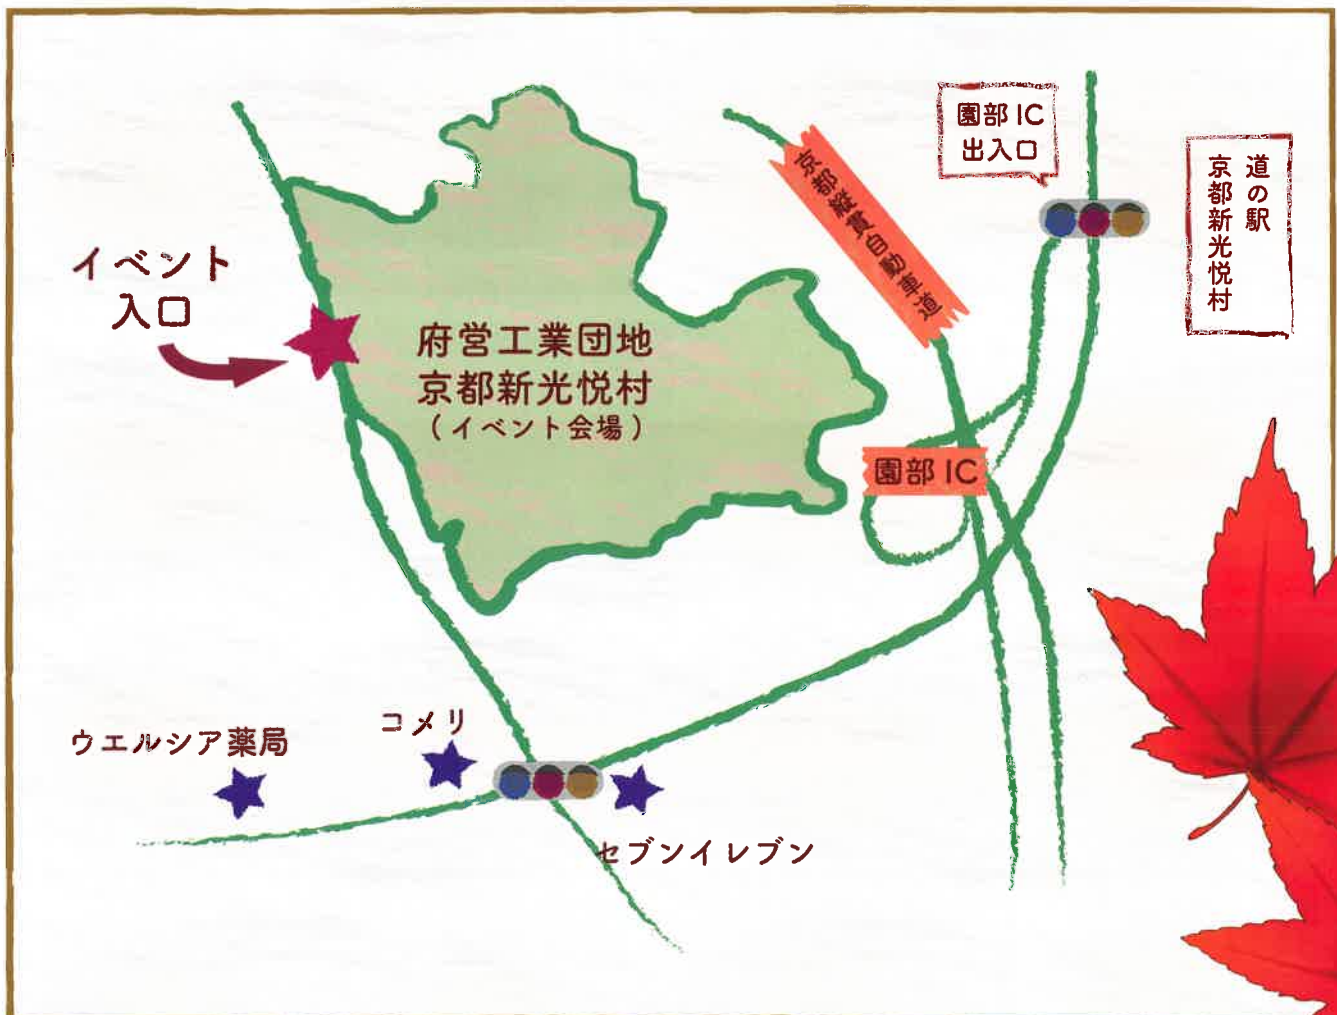 園部IC
出入口
道の駅
京都新光悦村
京都縦貫自動車道
イベント
入口
府営工業団地
京都新光悦村
(イベント会場)
園部IC
コメリ
ウエルシア薬局
セブンイレブン